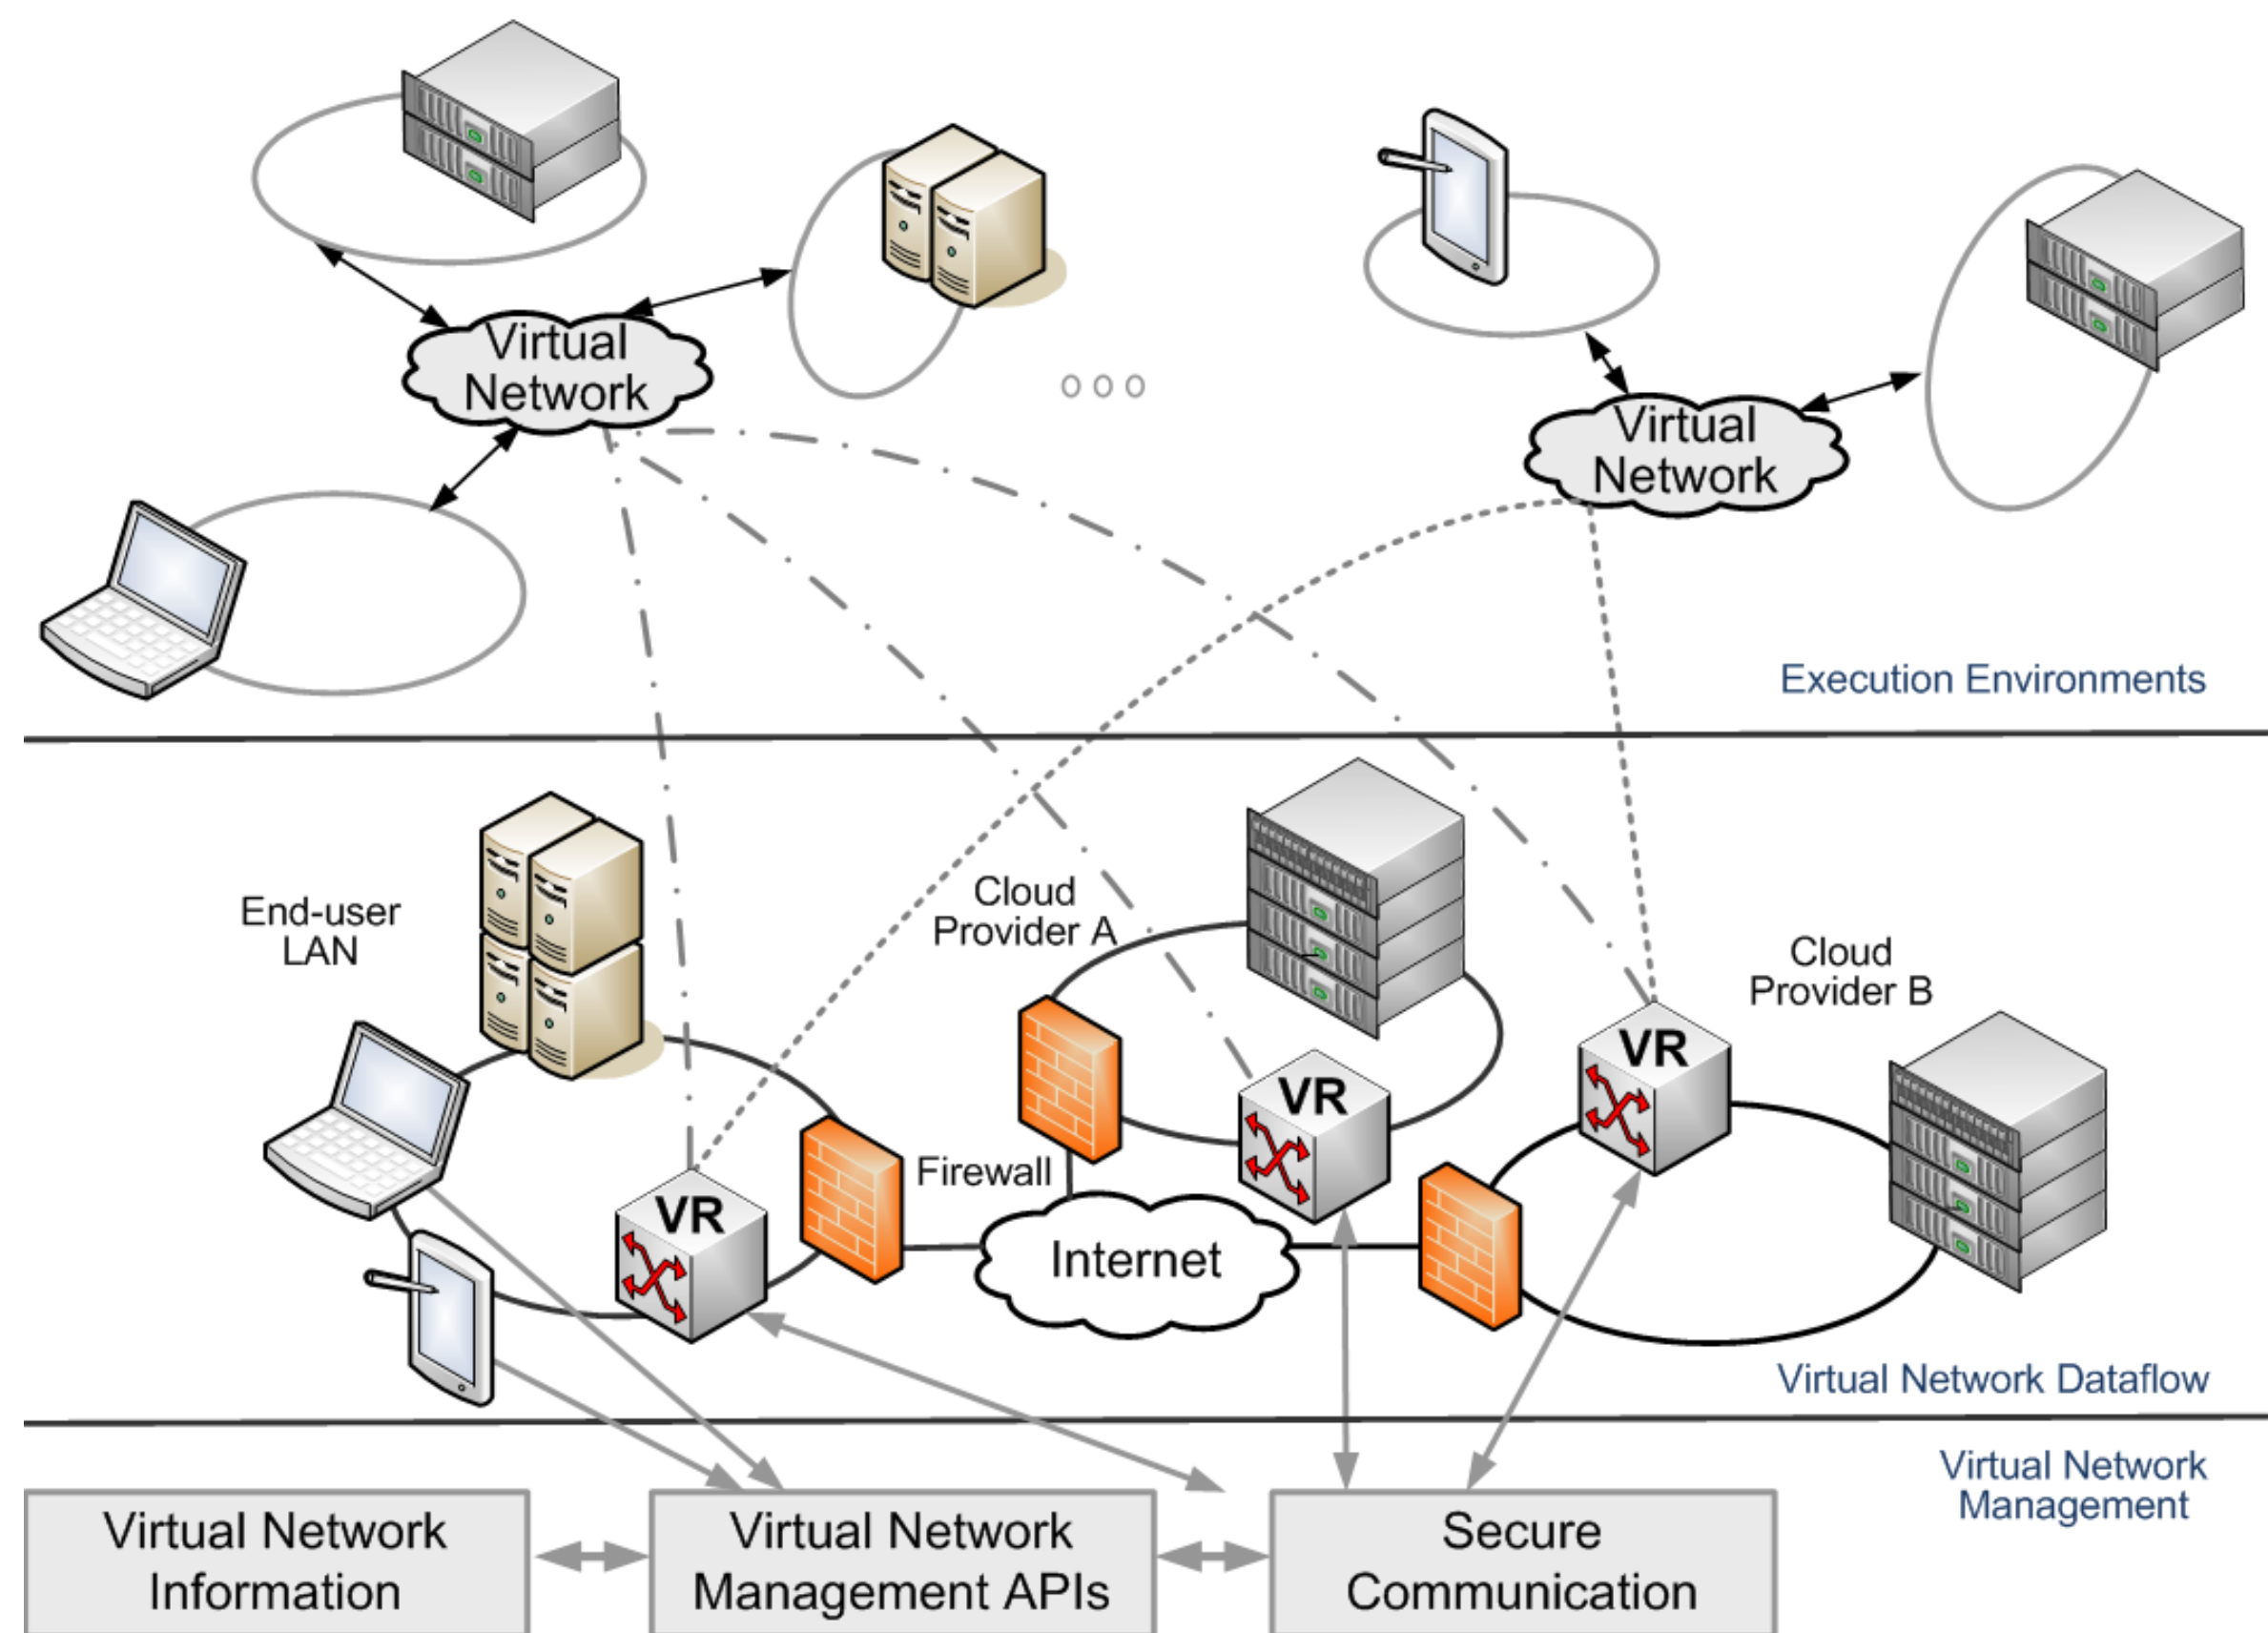 Virtual
Network
Virtual
Network
Execution Environments
End-user
LAN
Cloud
Provider A
Cloud
Provider B
VR
VR
VR
Firewall
Internet
Virtual Network Dataflow
Virtual Network
Management
Virtual Network
Information
Virtual Network
Management APIs
Secure
Communication